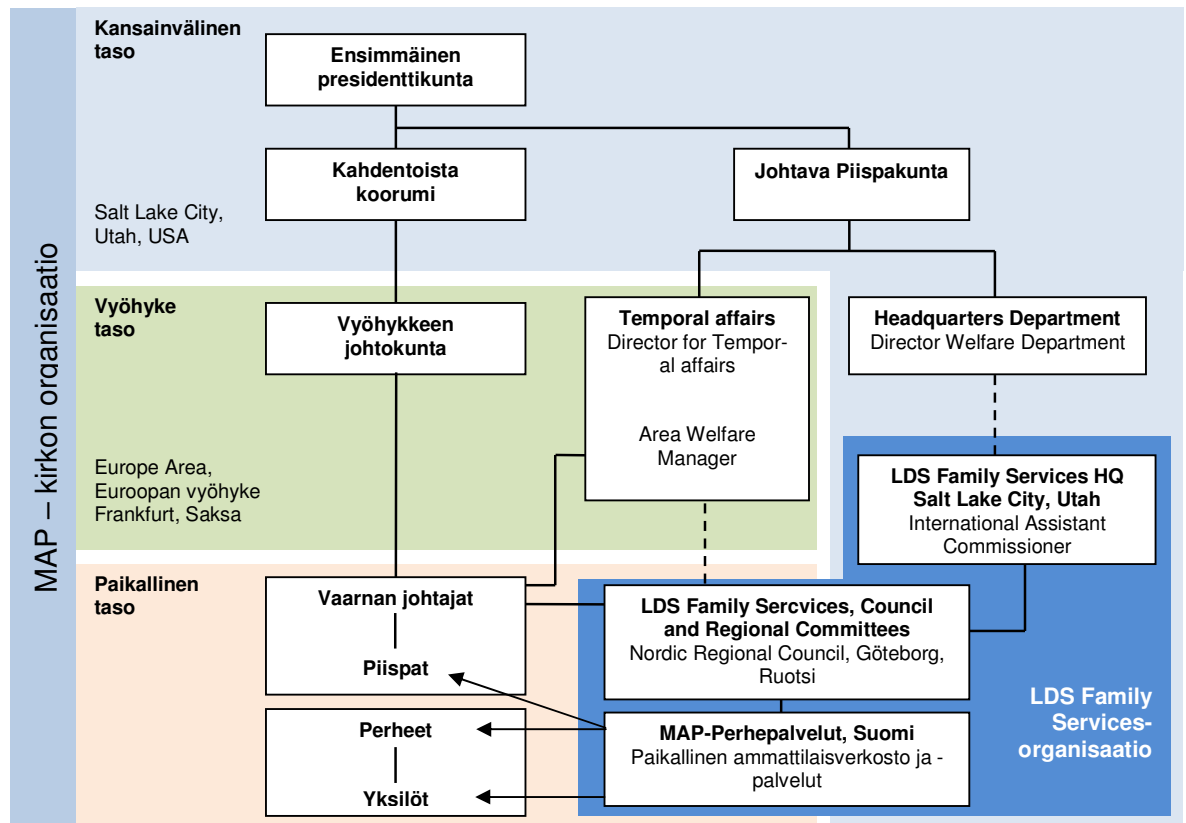 MAP – kirkon organisaatio
Kansainvälinen
taso
Ensimmäinen
presidenttikunta
Kahdentoista
koorumi
Johtava Piispakunta
Salt Lake City,
Utah, USA
Vyöhyke
taso
Vyöhykkeen
johtokunta
Temporal affairs
Director for Tempor-
al affairs
Area Welfare
Manager
Headquarters Department
Director Welfare Department
Europe Area,
Euroopan vyöhyke
Frankfurt, Saksa
LDS Family Services HQ
Salt Lake City, Utah
International Assistant
Commissioner
Paikallinen
taso
Vaarnan johtajat
Piispat
LDS Family Sercvices, Council
and Regional Committees
Nordic Regional Council, Göteborg,
Ruotsi
Perheet
Yksilöt
MAP-Perhepalvelut, Suomi
Paikallinen ammattilaisverkosto ja -
palvelut
LDS Family
Services-
organisaatio